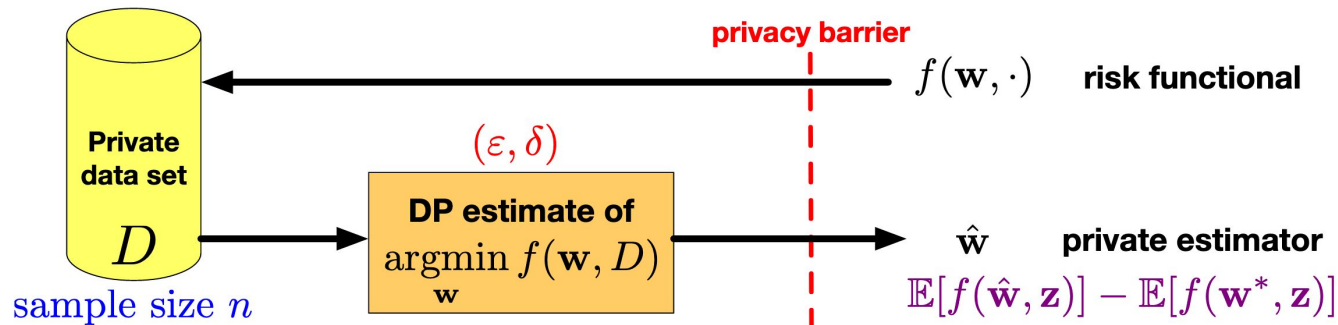 privacy barrier
f(w, ·) risk functional
Private
data set
D
sample size n
(ε, δ)
DP estimate of
argmin f(w, D)
w
ŵ private estimator
𝔼[f(ŵ, z)] − 𝔼[f(w*, z)]